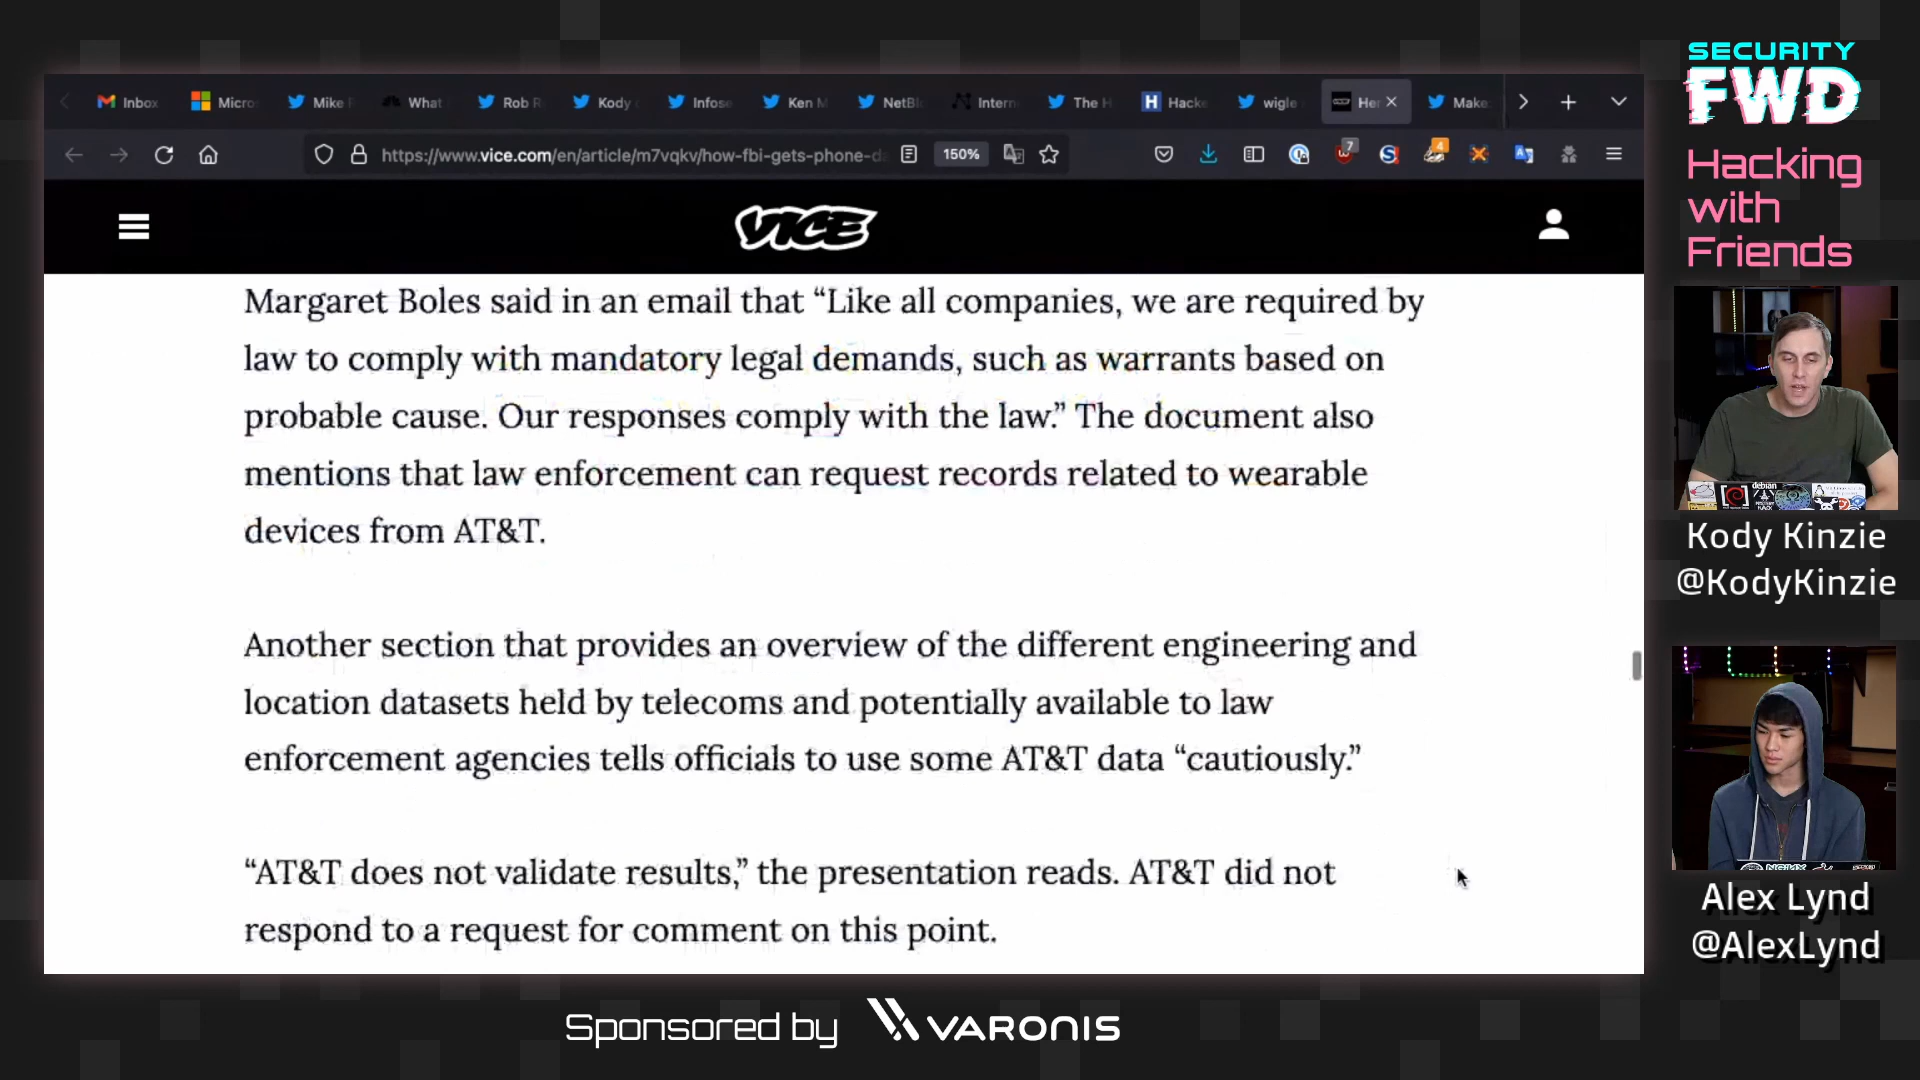 SECURITY
FWD
Hacking
with
Friends
Inbox
Micro
Mike
What
Rob R
Kody
Infose
Ken M
NetBl
Intern
The H
Hacke
wigle
Her
Make
https://www.vice.com/en/article/m7vqkv/how-fbi-gets-phone-d
150%
7
4
VICE
Margaret Boles said in an email that “Like all companies, we are required by
law to comply with mandatory legal demands, such as warrants based on
probable cause. Our responses comply with the law.” The document also
mentions that law enforcement can request records related to wearable
devices from AT&T.
Another section that provides an overview of the different engineering and
location datasets held by telecoms and potentially available to law
enforcement agencies tells officials to use some AT&T data “cautiously.”
“AT&T does not validate results,” the presentation reads. AT&T did not
respond to a request for comment on this point.
debian
Kody Kinzie
@KodyKinzie
Alex Lynd
@AlexLynd
Sponsored by VARONIS